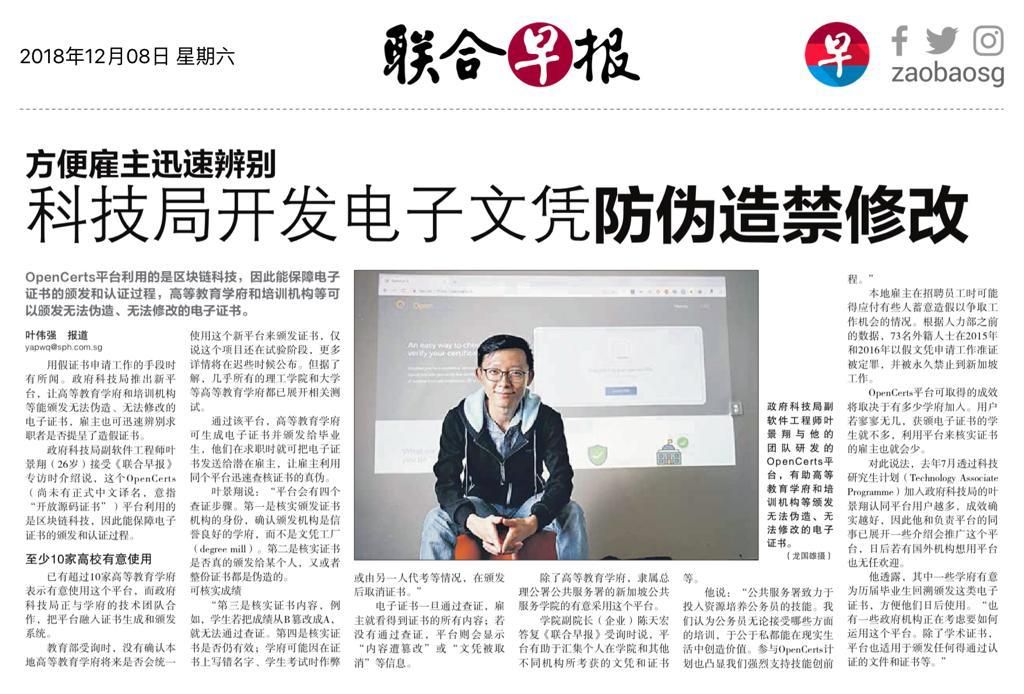 2018年12月08日 星期六
联合早报
早
zaobaosg
方便雇主迅速辨别
科技局开发电子文凭防伪造禁修改
OpenCerts平台利用的是区块链科技，因此能保障电子
证书的颁发和认证过程，高等教育学府和培训机构等可
以颁发无法伪造、无法修改的电子证书。
叶伟强　报道
yapwq@sph.com.sg
用假证书申请工作的手段时
有所闻。政府科技局推出新平
台，让高等教育学府和培训机构
等能颁发无法伪造、无法修改的
电子证书，雇主也可迅速辨别求
职者是否提呈了造假证书。
政府科技局副软件工程师叶
景翔（26岁）接受《联合早报》
专访时介绍说，这个OpenCerts
（尚未有正式中文译名，意指
“开放源码证书”）平台利用的
是区块链科技，因此能保障电子
证书的颁发和认证过程。
至少10家高校有意使用
已有超过10家高等教育学府
表示有意使用这个平台，而政府
科技局正与学府的技术团队合
作，把平台融入证书生成和颁发
系统。
教育部受询时，没有确认本
地高等教育学府将来是否会统一
使用这个新平台来颁发证书，仅
说这个项目还在试验阶段，更多
详情将在迟些时候公布。但据了
解，几乎所有的理工学院和大学
等高等教育学府都已展开相关测
试。
通过该平台，高等教育学府
可生成电子证书并颁发给毕业
生，他们在求职时就可把电子证
书发送给潜在雇主，让雇主利用
同个平台迅速查核证书的真伪。
叶景翔说：“平台会有四个
查证步骤。第一是核实颁发证书
机构的身份，确认颁发机构是信
誉良好的学府，而不是文凭工厂
（degree mill）。第二是核实证书
是否真的颁发给某个人，又或者
整份证书都是伪造的。
可核实成绩
“第三是核实证书内容，例
如，学生若把成绩从B篡改成A，
就无法通过查证。第四是核实证
书是否仍有效；学府可能因在证
书上写错名字、学生考试时作弊
Open
An easy way to check
verify your certificate
政府科技局副
软件工程师叶
景翔与他的
团队研发的
OpenCerts平
台，有助高等
教育学府和培
训机构等颁发
无法伪造、无
法修改的电子
证书。
（龙国雄摄）
或由另一人代考等情况，在颁发
后取消证书。”
电子证书一旦通过查证，雇
主就看得到证书的所有内容；若
没有通过查证，平台则会显示
“内容遭篡改”或“文凭被取
消”等信息。
除了高等教育学府，隶属总
理公署公共服务署的新加坡公共
服务学院的有意采用这个平台。
学院副院长（企业）陈天宏
答复《联合早报》受询时说，平
台有助于汇集个人在学院和其他
不同机构所考获的文凭和证书
等。
他说：“公共服务署致力于
投入资源培养公务员的技能。我
们认为公务员无论接受哪些方面
的培训，于公于私都能在现实生
活中创造价值。参与OpenCerts计
划也凸显我们强烈支持技能创前
程。”
本地雇主在招聘员工时可能
得应付有些人蓄意造假以争取工
作机会的情况。根据人力部之前
的数据，73名外籍人士在2015年
和2016年以假文凭申请工作准证
被定罪，并被永久禁止到新加坡
工作。
OpenCerts平台可取得的成效
将取决于有多少学府加入。用户
若寥寥无几，获颁电子证书的学
生就不多，利用平台来核实证书
的雇主也就会少。
对此说法，去年7月透过科技
研究生计划（Technology Associate
Programme）加入政府科技局的叶
景翔认同平台用户越多，成效确
实越好，因此他和负责平台的同
事已展开一些介绍会推广这个平
台，日后若有国外机构想用平台
也无任欢迎。
他透露，其中一些学府有意
为历届毕业生回溯颁发这类电子
证书，方便他们日后使用。“也
有一些政府机构正在考虑要如何
运用这个平台。除了学术证书，
平台也适用于颁发任何得通过认
证的文件和证书等。”